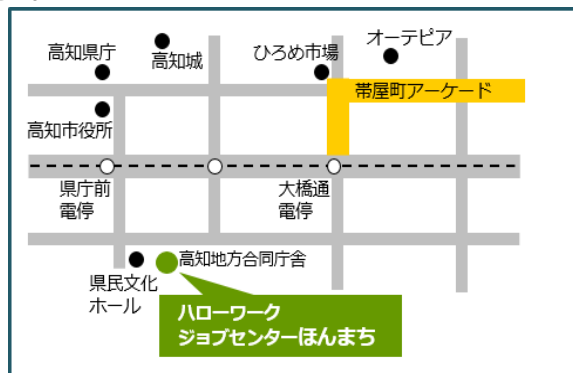 高知県庁
高知城
ひろめ市場
オーテピア
帯屋町アーケード
高知市役所
県庁前
電停
大橋通
電停
高知地方合同庁舎
県民文化
ホール
ハローワーク
ジョブセンターほんまち